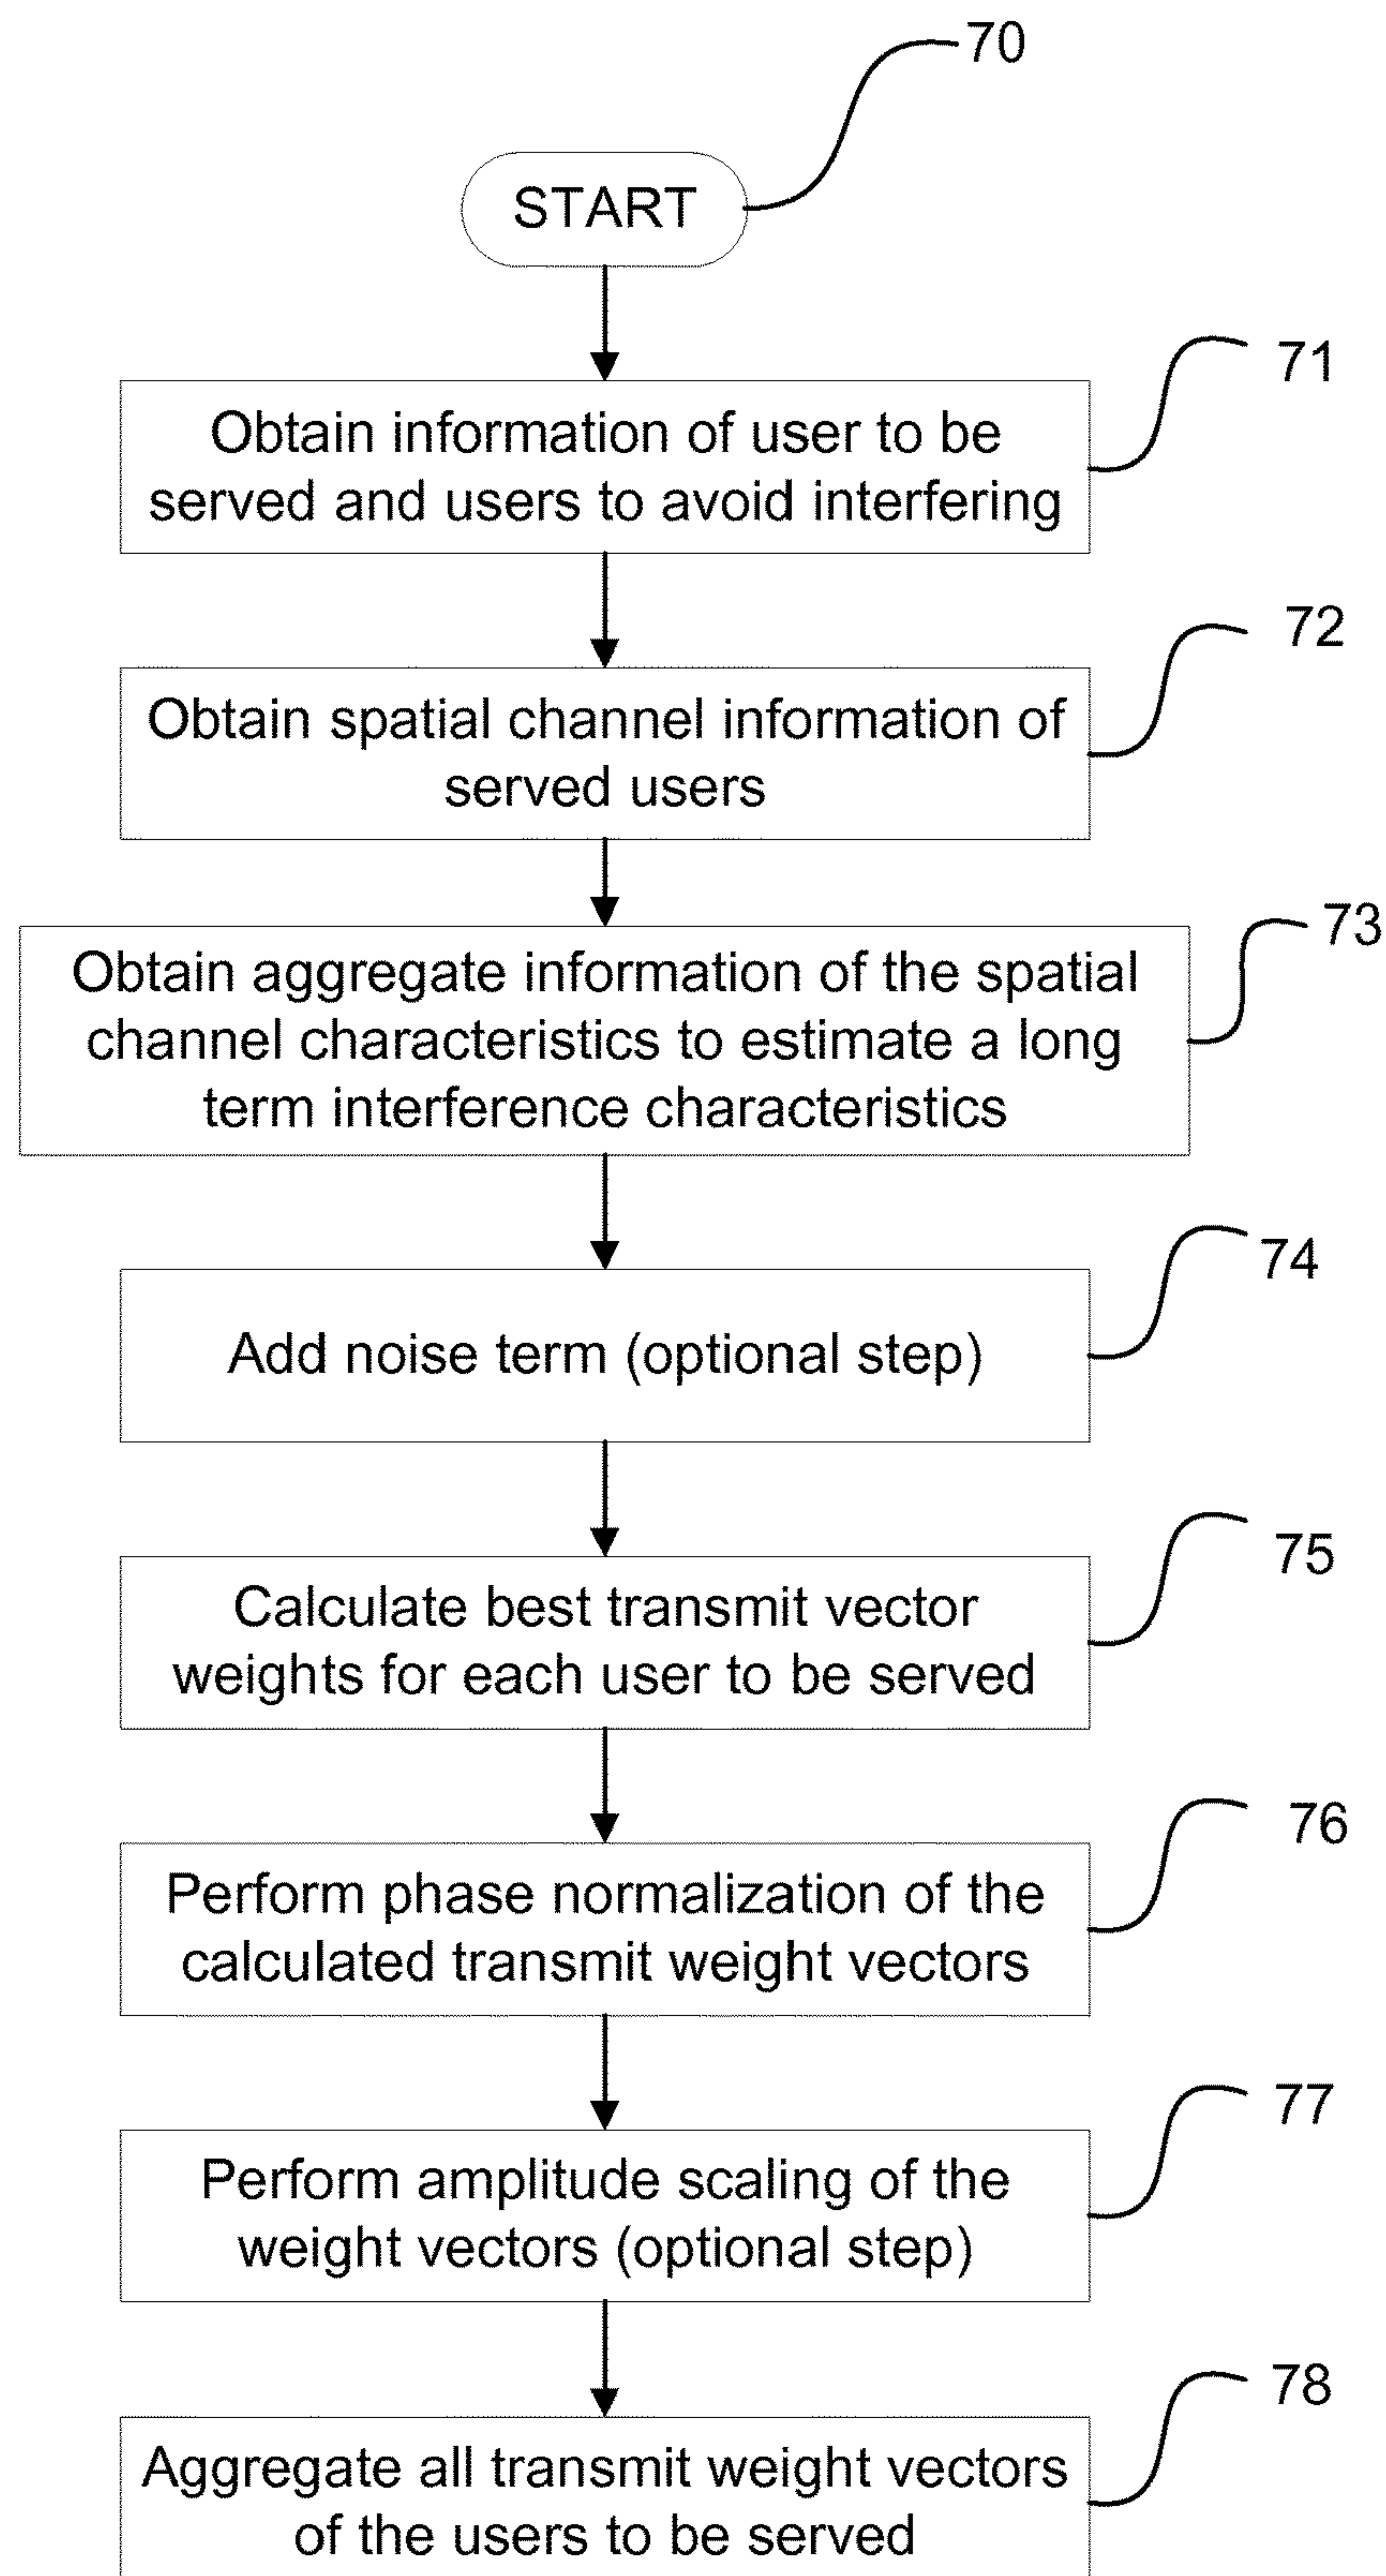 70
START
71
Obtain information of user to be
served and users to avoid interfering
72
Obtain spatial channel information of
served users
73
Obtain aggregate information of the spatial
channel characteristics to estimate a long
term interference characteristics
74
Add noise term (optional step)
75
Calculate best transmit vector
weights for each user to be served
76
Perform phase normalization of the
calculated transmit weight vectors
77
Perform amplitude scaling of the
weight vectors (optional step)
78
Aggregate all transmit weight vectors
of the users to be served